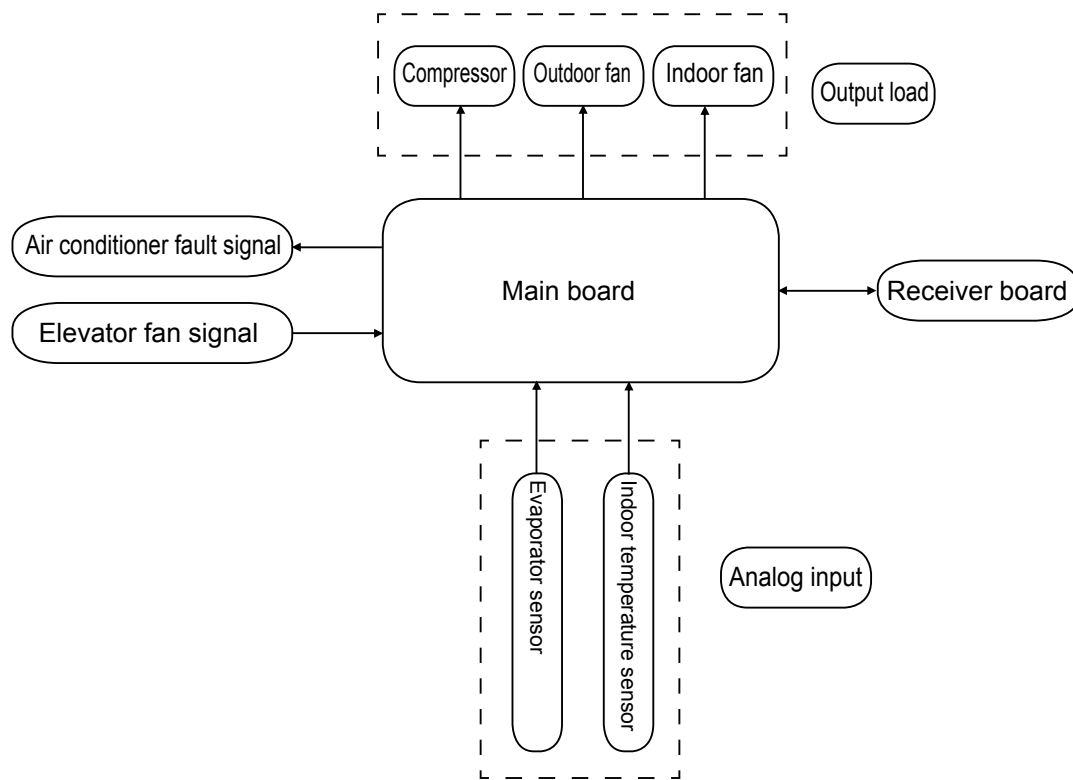 Compressor
Outdoor fan
Indoor fan
Output load
Air conditioner fault signal
Main board
Receiver board
Elevator fan signal
Evaporator sensor
Indoor temperature sensor
Analog input